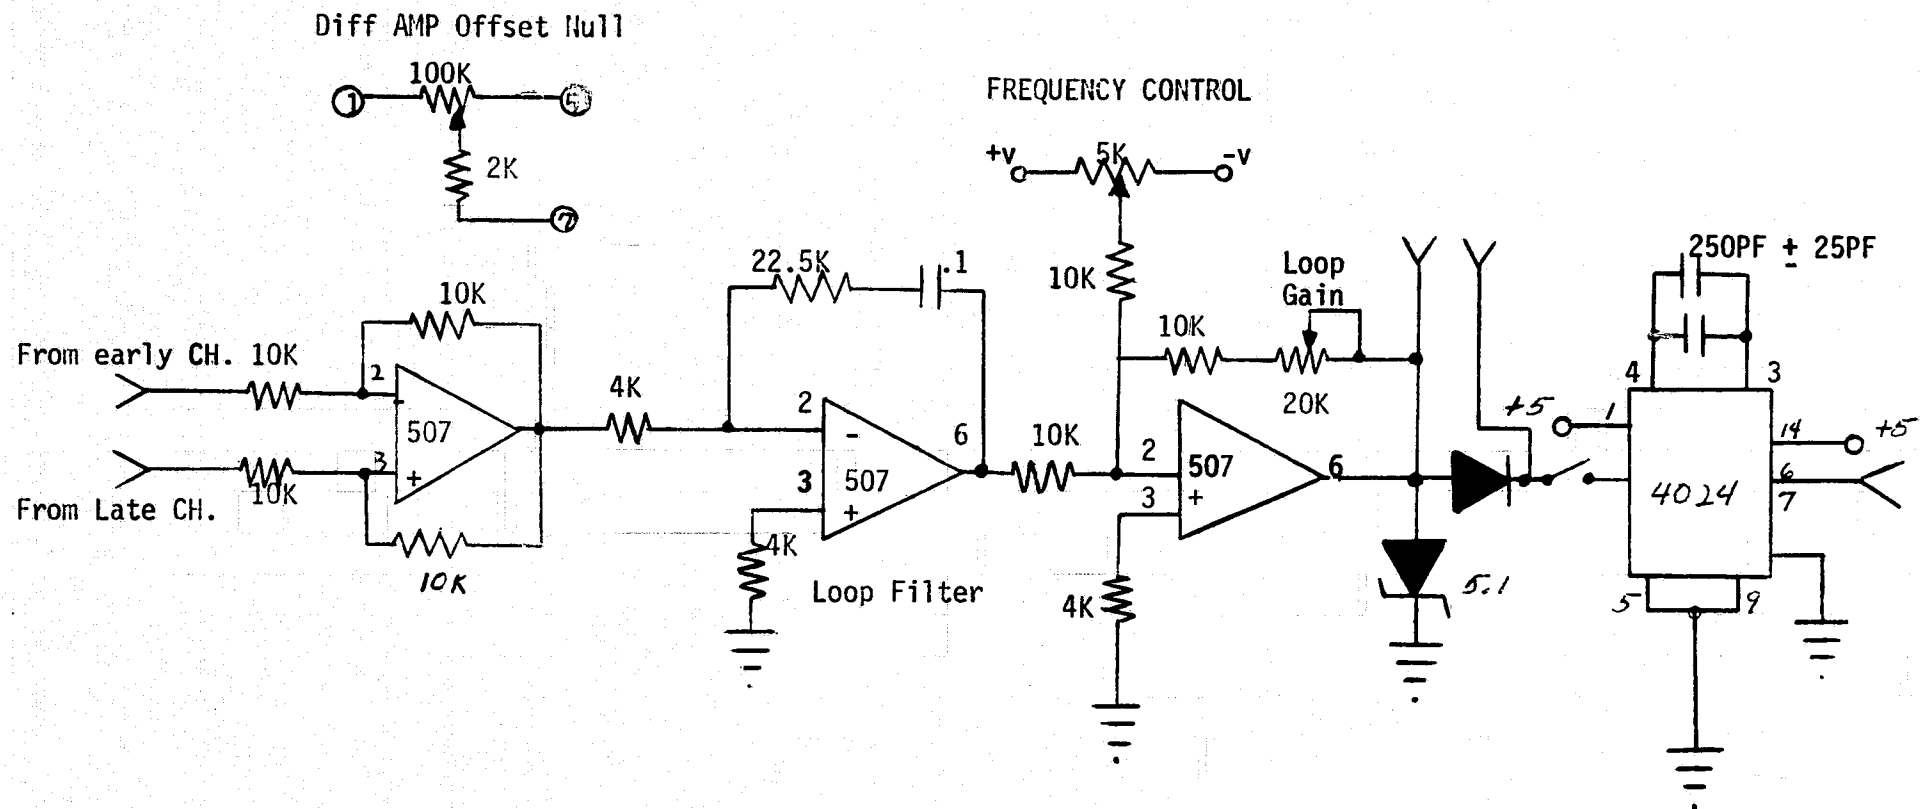 Diff AMP Offset Null
100K
1
5
2K
2
FREQUENCY CONTROL
+v
5K
-v
10K
Loop
Gain
10K
20K
250PF ± 25PF
22.5K
.1
10K
From early CH.
10K
2
-
507
3
+
From Late CH.
10K
10K
4K
2
-
3
507
+
6
4K
Loop Filter
10K
2
507
3
+
6
4K
5.1
+5
1
4
3
14
+5
6
7
4024
5
9